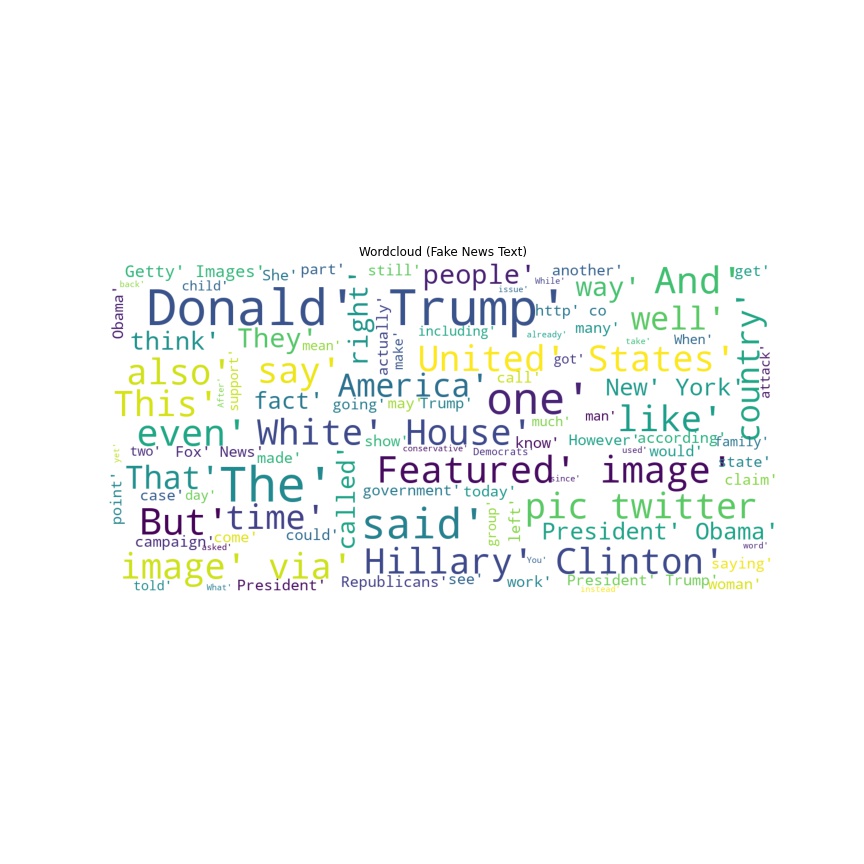 Wordcloud (Fake News Text)
Getty' Images'
She'
part'
still'
people'
While'
another'
way'
And'
get'
back'
child'
issue'
Obama'
Donald' Trump'
right'
actually'
http' co
well'
country'
think'
They'
mean'
make'
including'
already'
many'
take'
When'
attack'
also'
say'
After'
support'
United' States'
got'
call'
This'
fact'
America'
going'
may'
Trump'
one'
New' York'
man'
like'
much'
even'
White' House'
show'
know'
However'
according'
family'
yet'
two'
Fox' News'
made'
conservative'
Democrats'
used'
would'
state'
That'
The'
called'
Featured' image'
since'
claim'
point'
case'
day'
government'
today'
group'
left'
pic twitter
But'
time'
said'
President' Obama'
campaign'
asked'
come'
could'
word'
image' via'
Hillary' Clinton'
You'
saying'
told'
What'
President'
Republicans'
see'
work'
President' Trump'
instead'
woman'